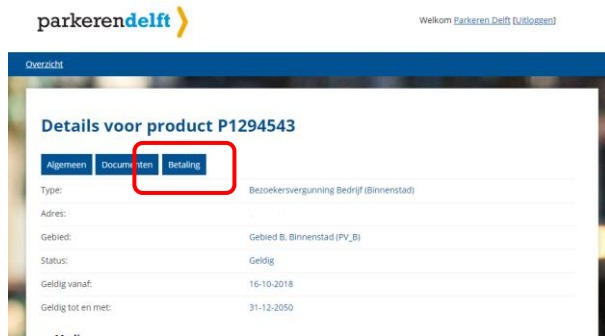 parkerendelft
Welkom Parkeren Delft [Uitloggen]
Overzicht
Details voor product P1294543
Algemeen Documenten Betaling
Type: Bezoekersvergunning Bedrijf (Binnenstad)
Adres:
Gebied: Gebied B, Binnenstad (PV_B)
Status: Geldig
Geldig vanaf: 16-10-2018
Geldig tot en met: 31-12-2050